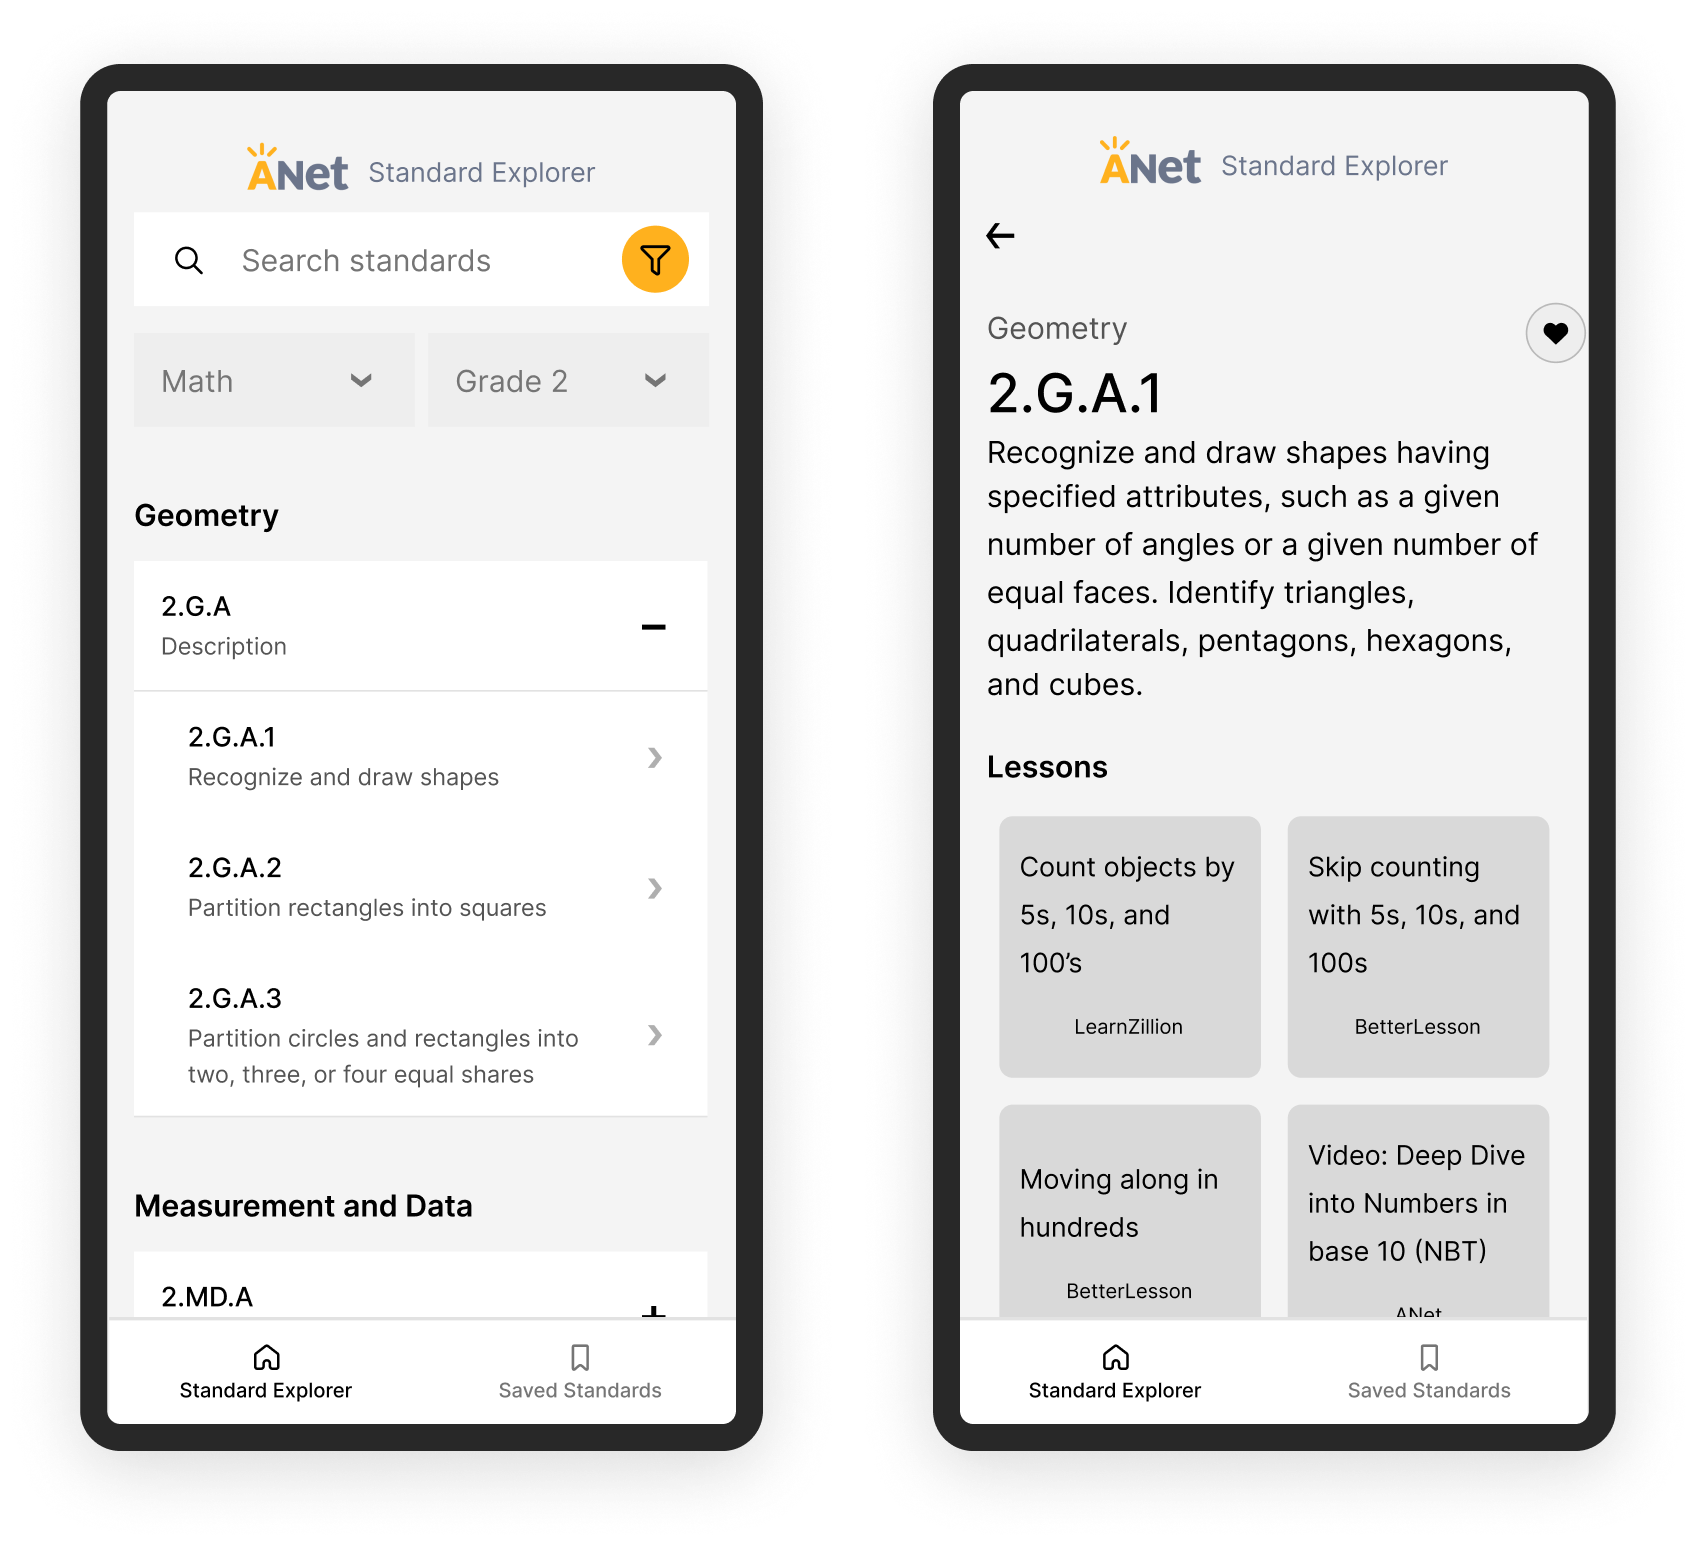 ANet Standard Explorer
Search standards
Math
Grade 2
Geometry
2.G.A
Description
2.G.A.1
Recognize and draw shapes
2.G.A.2
Partition rectangles into squares
2.G.A.3
Partition circles and rectangles into
two, three, or four equal shares
Measurement and Data
2.MD.A
Standard Explorer
Saved Standards
ANet Standard Explorer
Geometry
2.G.A.1
Recognize and draw shapes having
specified attributes, such as a given
number of angles or a given number of
equal faces. Identify triangles,
quadrilaterals, pentagons, hexagons,
and cubes.
Lessons
Count objects by
5s, 10s, and
100’s
LearnZillion
Skip counting
with 5s, 10s, and
100s
BetterLesson
Moving along in
hundreds
BetterLesson
Video: Deep Dive
into Numbers in
base 10 (NBT)
ANet
Standard Explorer
Saved Standards